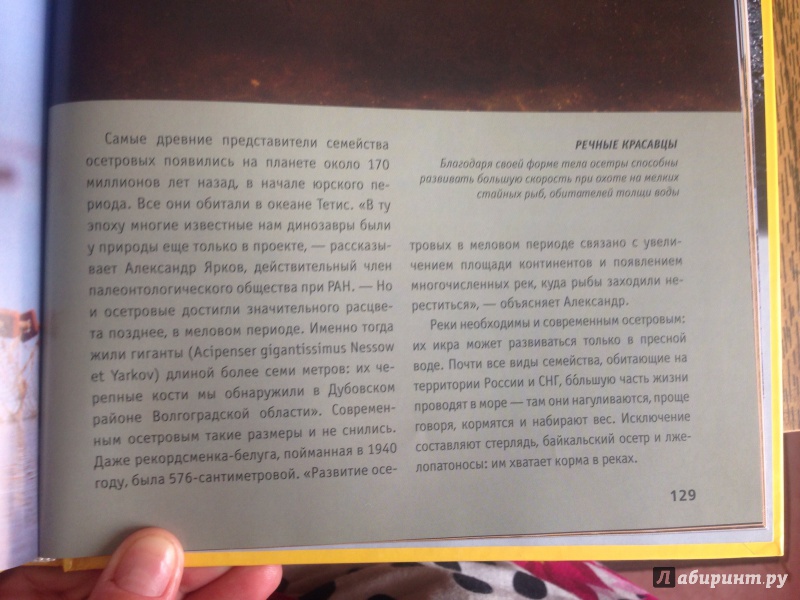 Самые древние представители семейства
осетровых появились на планете около 170
миллионов лет назад, в начале юрского пе-
риода. Все они обитали в океане Тетис. «В ту
эпоху многие известные нам динозавры были
у природы еще только в проекте, — рассказы-
вает Александр Ярков, действительный член
палеонтологического общества при РАН. — Но
и осетровые достигли значительного расцве-
та позднее, в меловом периоде. Именно тогда
жили гиганты (Acipenser gigantissimus Nessow
et Yarkov) длиной более семи метров: их че-
репные кости мы обнаружили в Дубовском
районе Волгоградской области». Современ-
ным осетровым такие размеры и не снились.
Даже рекордсменка-белуга, пойманная в 1940
году, была 576-сантиметровой. «Развитие осе-
РЕЧНЫЕ КРАСАВЦЫ
Благодаря своей форме тела осетры способны
развивать большую скорость при охоте на мелких
стайных рыб, обитателей толщи воды
тровых в меловом периоде связано с увели-
чением площади континентов и появлением
многочисленных рек, куда рыбы заходили не-
реститься», — объясняет Александр.
Реки необходимы и современным осетровым:
их икра может развиваться только в пресной
воде. Почти все виды семейства, обитающие на
территории России и СНГ, бо́льшую часть жизни
проводят в море — там они нагуливаются, проще
говоря, кормятся и набирают вес. Исключение
составляют стерлядь, байкальский осетр и лже-
лопатоносы: им хватает корма в реках.
129
Лабиринт.ру